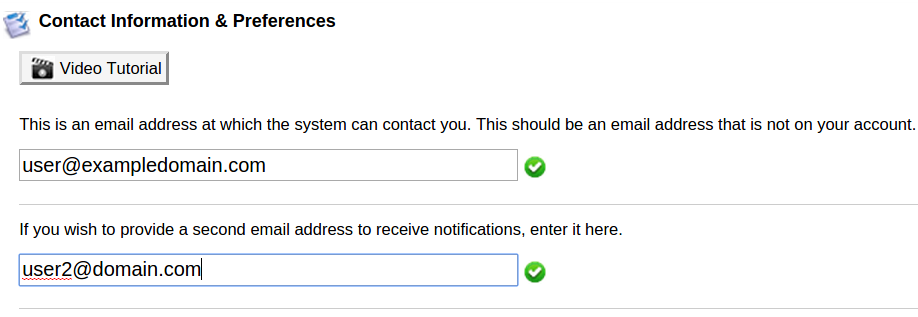 Contact Information & Preferences
Video Tutorial
This is an email address at which the system can contact you. This should be an email address that is not on your account.
user@exampledomain.com
If you wish to provide a second email address to receive notifications, enter it here.
user2@domain.com